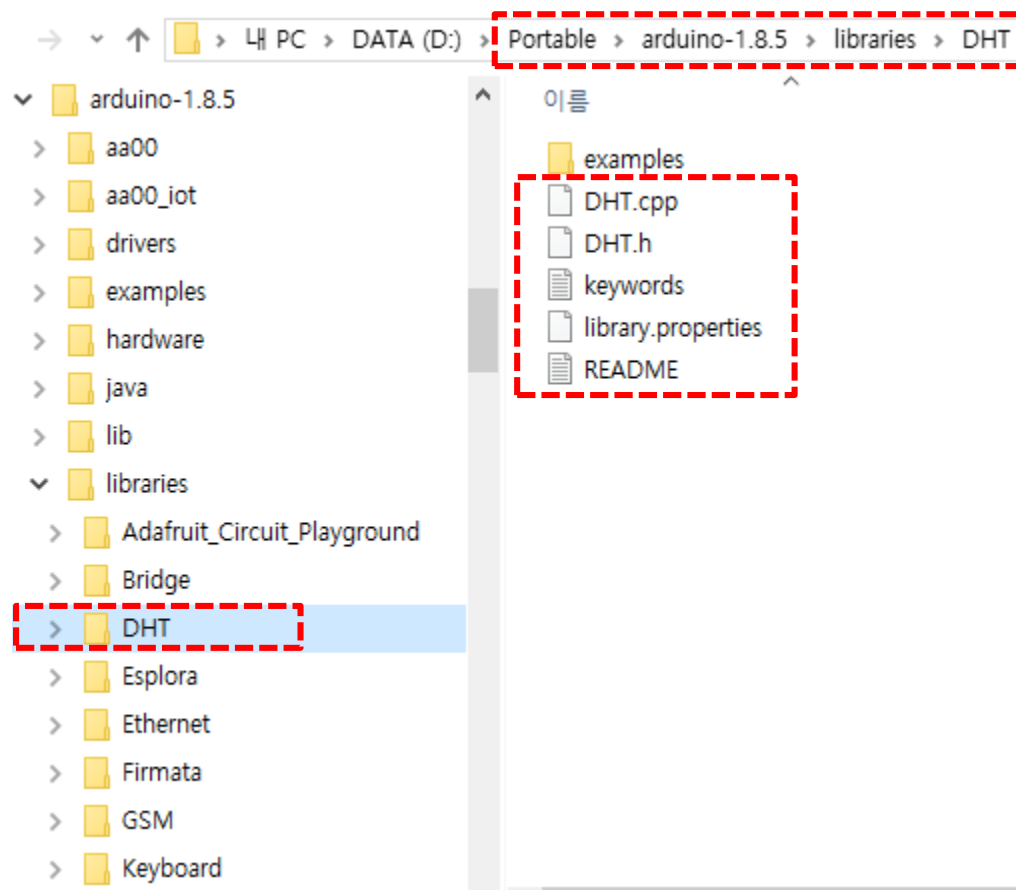 내 PC > DATA (D:) > Portable > arduino-1.8.5 > libraries > DHT
arduino-1.8.5
aa00
aa00_iot
drivers
examples
hardware
java
lib
libraries
Adafruit_Circuit_Playground
Bridge
DHT
Esplora
Ethernet
Firmata
GSM
Keyboard
이름
examples
DHT.cpp
DHT.h
keywords
library.properties
README